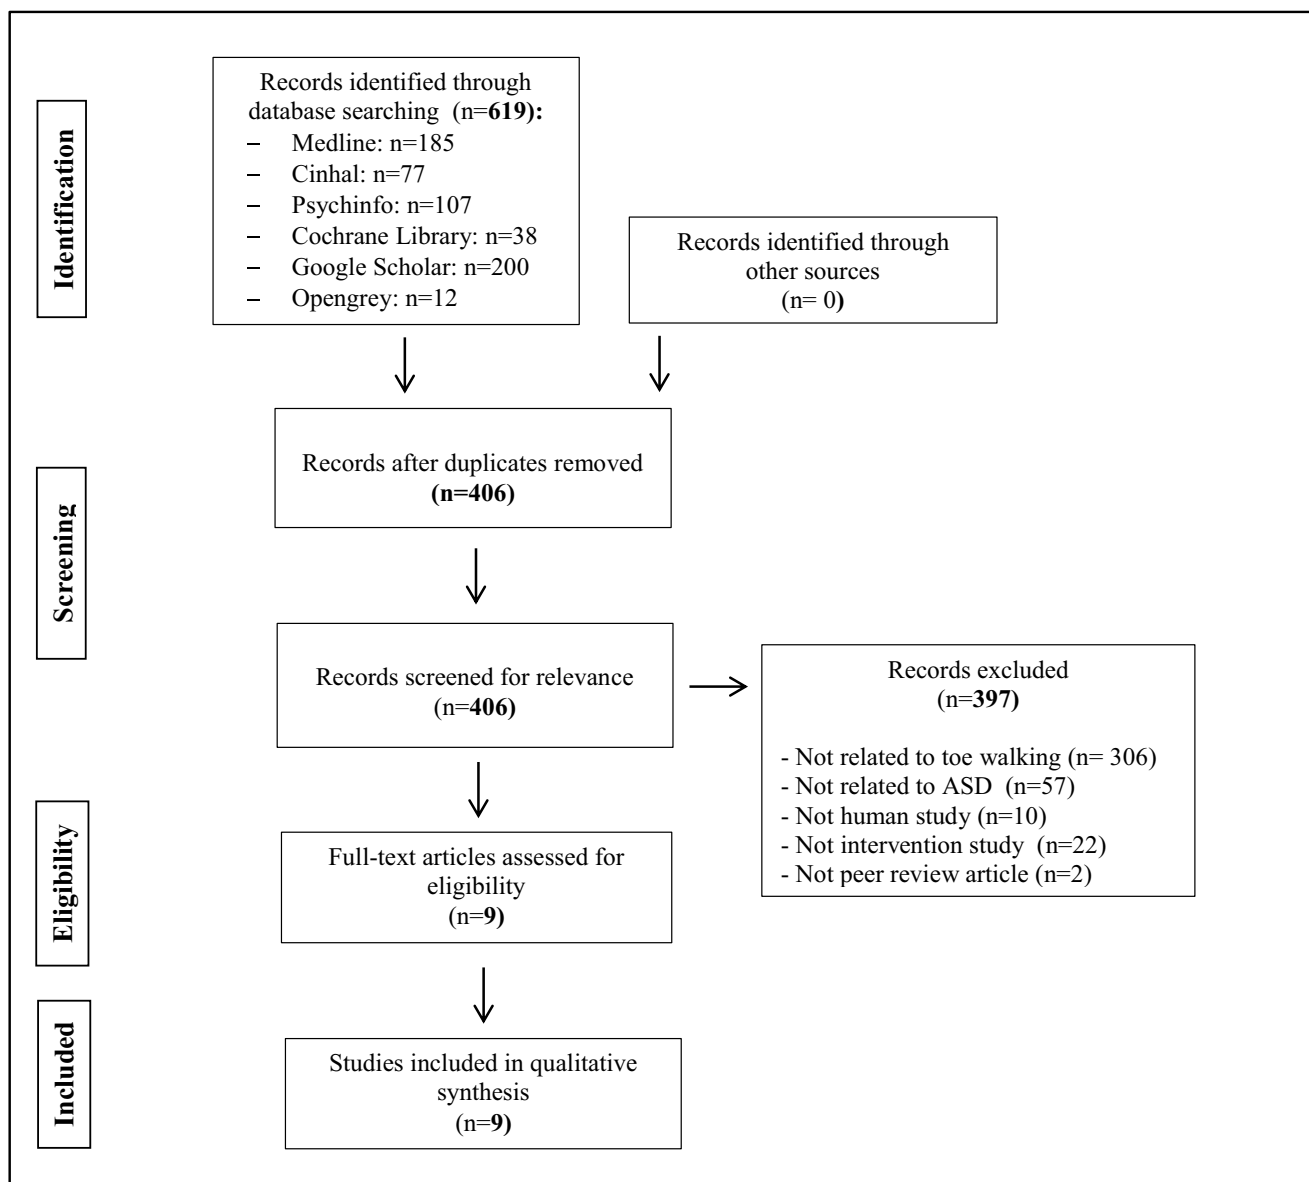 Identification
Records identified through
database searching (n=619):
– Medline: n=185
– Cinhal: n=77
– Psychinfo: n=107
– Cochrane Library: n=38
– Google Scholar: n=200
– Opengrey: n=12
Records identified through
other sources
(n= 0)
Screening
Records after duplicates removed
(n=406)
Records screened for relevance
(n=406)
Records excluded
(n=397)
- Not related to toe walking (n= 306)
- Not related to ASD (n=57)
- Not human study (n=10)
- Not intervention study (n=22)
- Not peer review article (n=2)
Eligibility
Full-text articles assessed for
eligibility
(n=9)
Included
Studies included in qualitative
synthesis
(n=9)